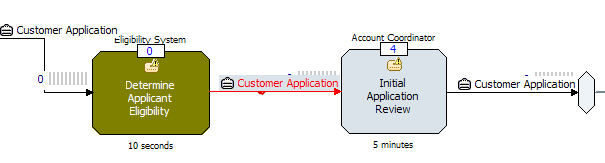 Customer Application
Eligibility System
0
0
Determine
Applicant
Eligibility
10 seconds
Customer Application
Account Coordinator
4
Initial
Application
Review
5 minutes
Customer Application